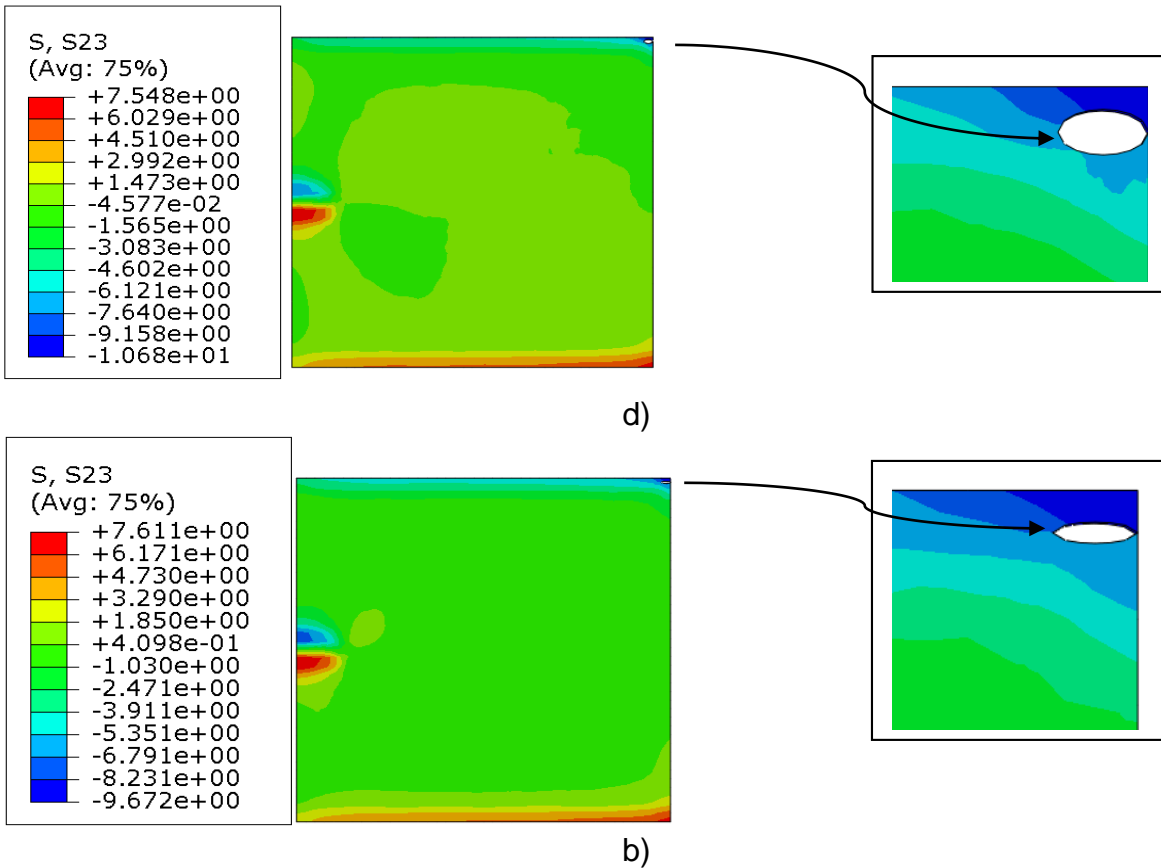 S, S23
(Avg: 75%)
+7.548e+00
+6.029e+00
+4.510e+00
+2.992e+00
+1.473e+00
-4.577e-02
-1.565e+00
-3.083e+00
-4.602e+00
-6.121e+00
-7.640e+00
-9.158e+00
-1.068e+01
d)
S, S23
(Avg: 75%)
+7.611e+00
+6.171e+00
+4.730e+00
+3.290e+00
+1.850e+00
+4.098e-01
-1.030e+00
-2.471e+00
-3.911e+00
-5.351e+00
-6.791e+00
-8.231e+00
-9.672e+00
b)